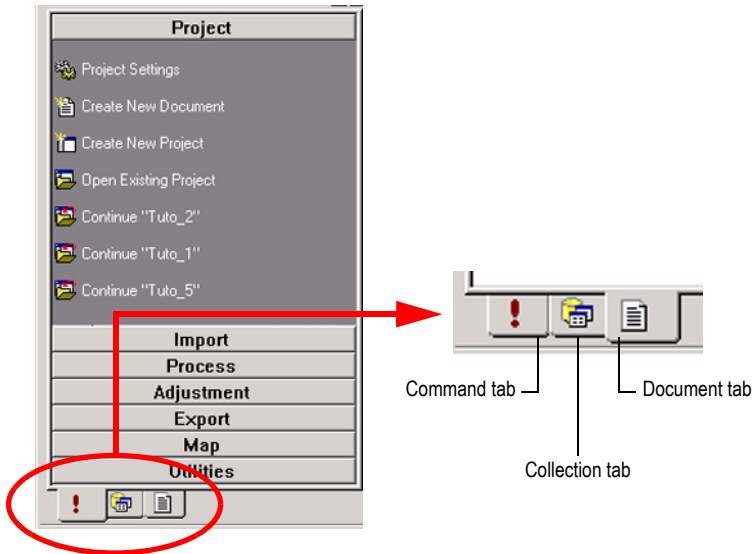 Project
Project Settings
Create New Document
Create New Project
Open Existing Project
Continue "Tuto_2"
Continue "Tuto_1"
Continue "Tuto_5"
Import
Process
Adjustment
Export
Map
Utilities
Command tab
Document tab
Collection tab